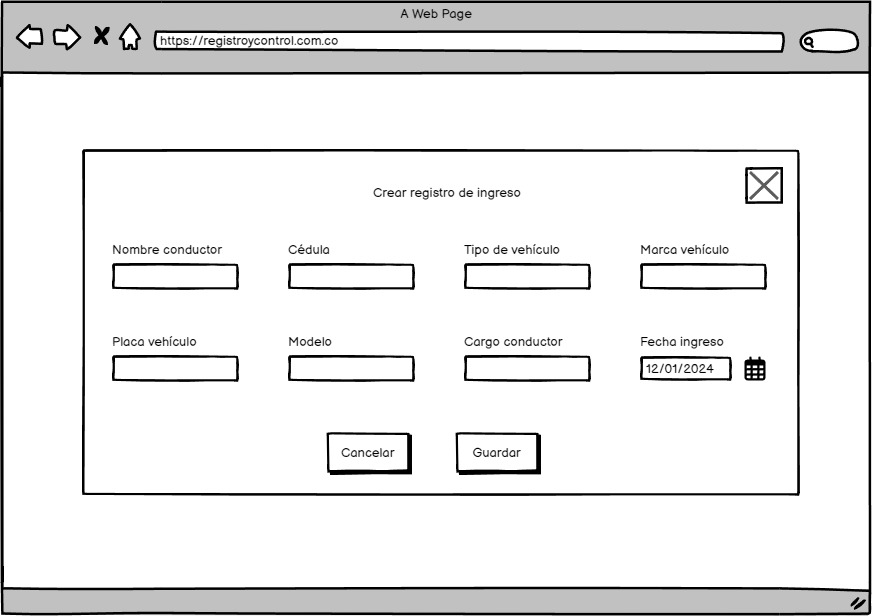 A Web Page
https://registroycontrol.com.co
Crear registro de ingreso
Nombre conductor
Cédula
Tipo de vehículo
Marca vehículo
Placa vehículo
Modelo
Cargo conductor
Fecha ingreso
12/01/2024
Cancelar
Guardar